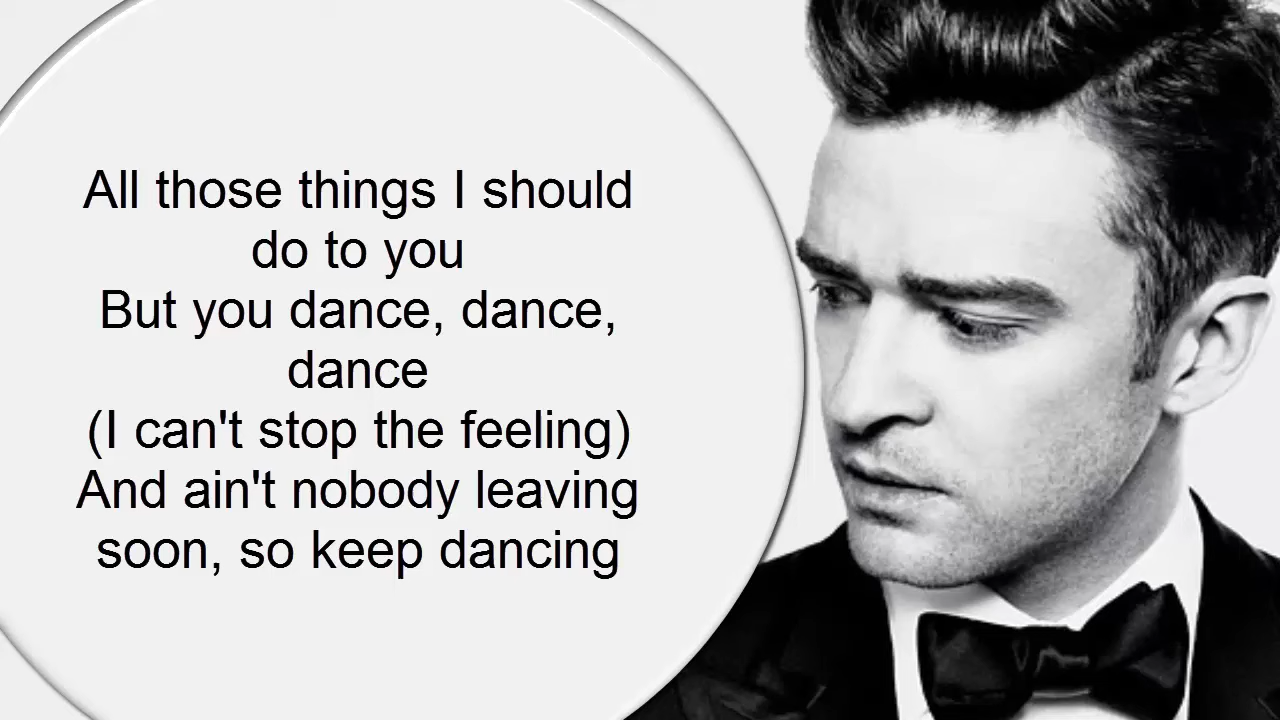 All those things I should
do to you
But you dance, dance,
dance
(I can't stop the feeling)
And ain't nobody leaving
soon, so keep dancing